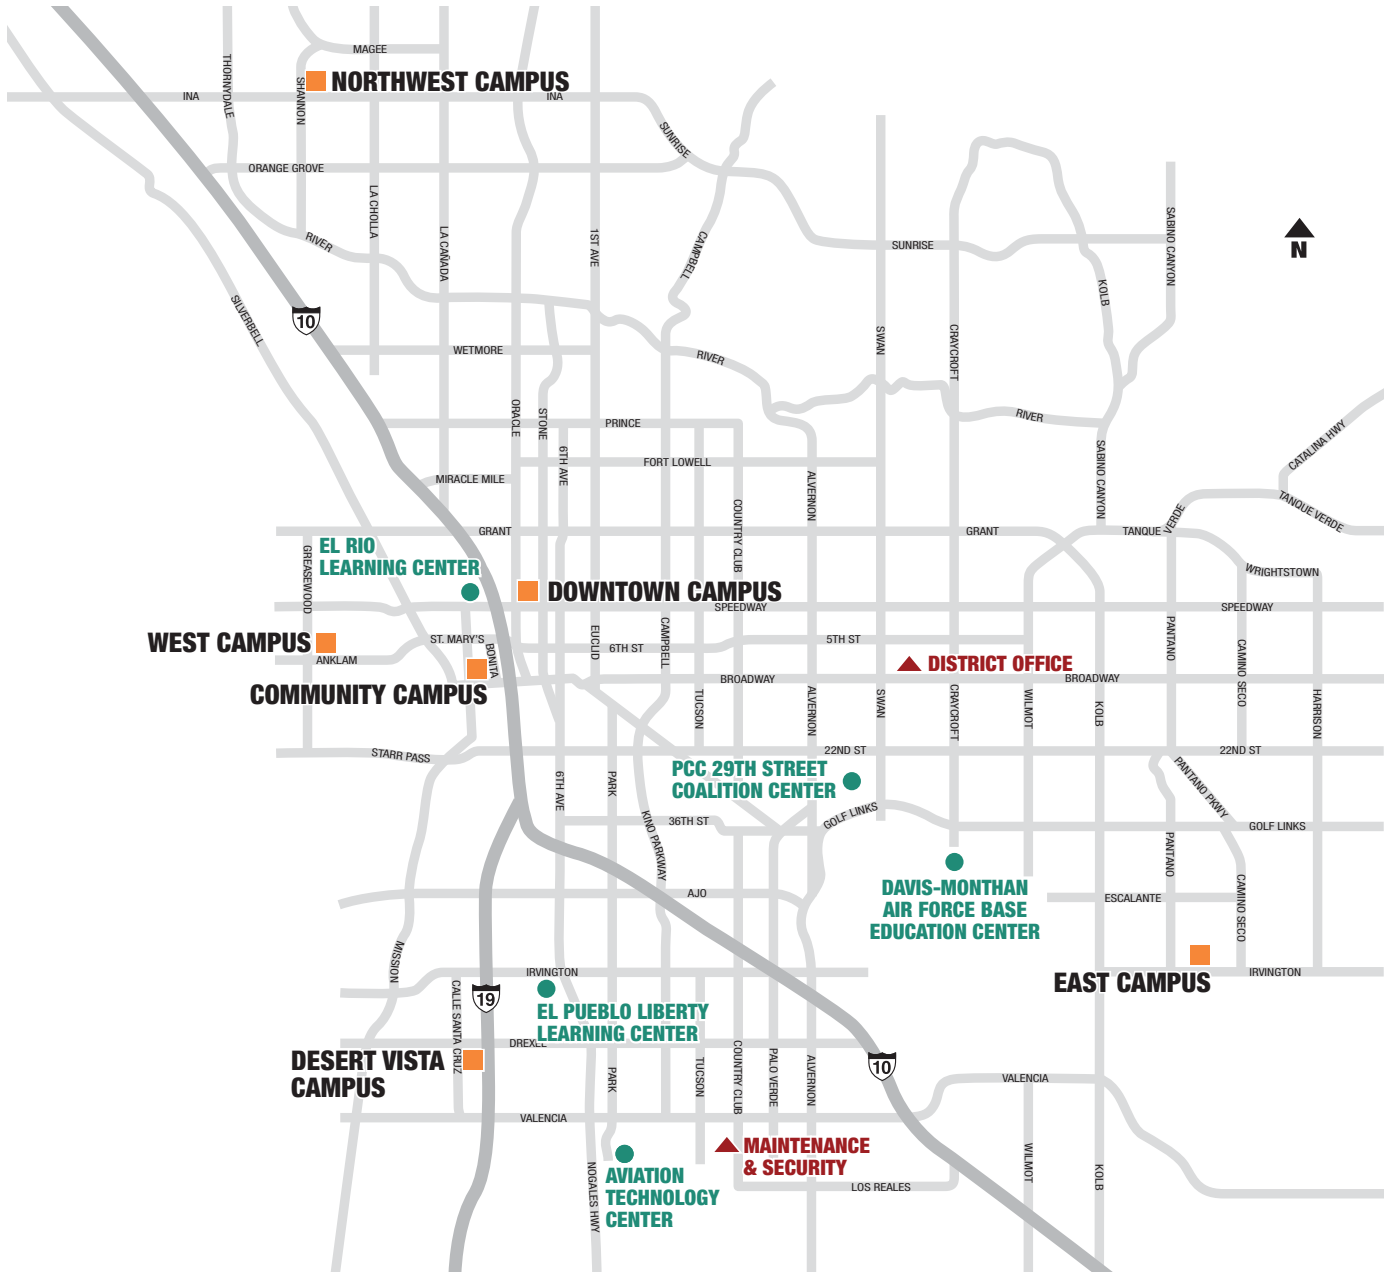 MAGEE
THORNYDALE
SHANNON
NORTHWEST CAMPUS
INA
INA
SUNRISE
ORANGE GROVE
LA CHOLLA
LA CAÑADA
1ST AVE
CAMPBELL
RIVER
SUNRISE
SABINO CANYON
N
KOLB
SILVERBELL
10
SWAN
CRAYCROFT
WETMORE
RIVER
ORACLE
STONE
PRINCE
RIVER
CATALINA HWY
6TH AVE
FORT LOWELL
MIRACLE MILE
ALVERNON
SABINO CANYON
COUNTRY CLUB
TANQUE VERDE
GRANT
GRANT
TANQUE
VERDE
GREASEWOOD
EL RIO
LEARNING CENTER
WRIGHTSTOWN
DOWNTOWN CAMPUS
SPEEDWAY
SPEEDWAY
WEST CAMPUS
ST. MARY'S
BONITA
EUCLID
6TH ST
CAMPBELL
5TH ST
PANTANO
CAMINO SECO
ANKLAM
DISTRICT OFFICE
COMMUNITY CAMPUS
BROADWAY
BROADWAY
TUCSON
ALVERNON
SWAN
CRAYCROFT
WILMOT
KOLB
HARRISON
STARR PASS
22ND ST
22ND ST
PCC 29TH STREET
COALITION CENTER
6TH AVE
PARK
PANTANO PKWY
KINO PARKWAY
36TH ST
GOLF LINKS
GOLF LINKS
PANTANO
DAVIS-MONTHAN
AIR FORCE BASE
EDUCATION CENTER
AJO
ESCALANTE
CAMINO SECO
MISSION
IRVINGTON
EAST CAMPUS
IRVINGTON
CALLE SANTA CRUZ
19
EL PUEBLO LIBERTY
LEARNING CENTER
DREXEL
DESERT VISTA
CAMPUS
PARK
TUCSON
COUNTRY CLUB
PALO VERDE
ALVERNON
10
VALENCIA
VALENCIA
MAINTENANCE
& SECURITY
WILMOT
KOLB
AVIATION
TECHNOLOGY
CENTER
NOGALES HWY
LOS REALES